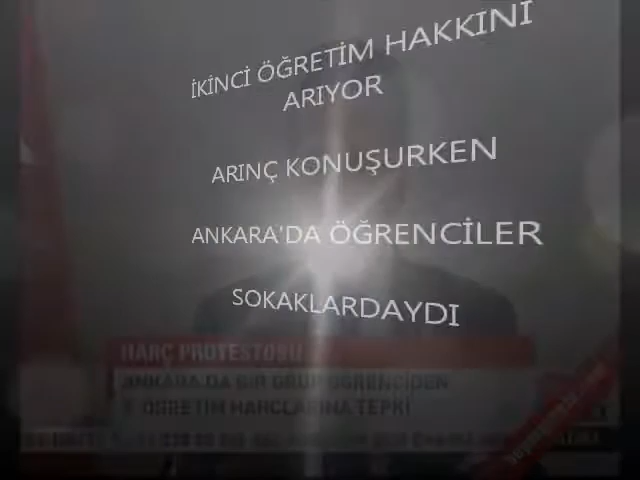 İKİNCİ ÖĞRETİM HAKKINI
ARIYOR
ARINÇ KONUŞURKEN
ANKARA'DA ÖĞRENCİLER
SOKAKLARDAYDI
HARÇ PROTESTOSU
ANKARA'DA BİR GRUP ÖĞRENCİDEN
2. ÖĞRETİM HARÇLARINA TEPKİ